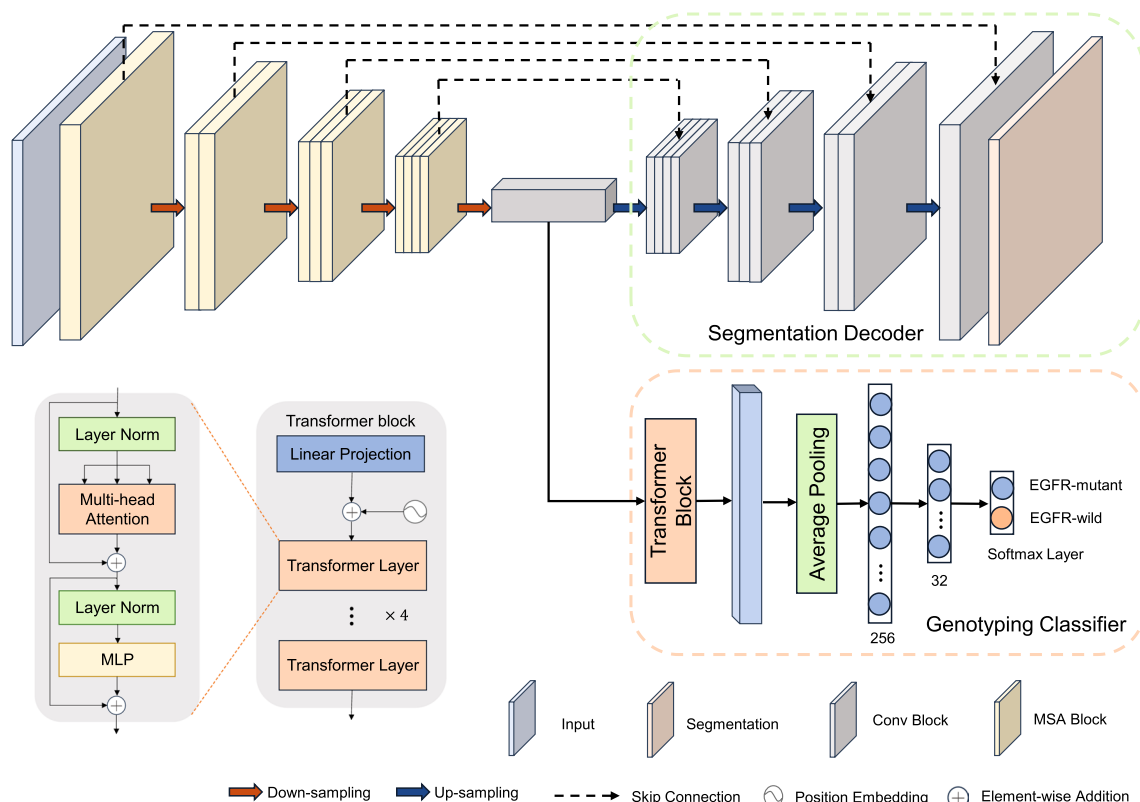 Segmentation Decoder
Layer Norm
Multi-head
Attention
Layer Norm
MLP
Transformer block
Linear Projection
Transformer Layer
× 4
Transformer Layer
Transformer
Block
Average Pooling
256
32
EGFR-mutant
EGFR-wild
Softmax Layer
Genotyping Classifier
Input
Segmentation
Conv Block
MSA Block
Down-sampling
Up-sampling
Skip Connection
Position Embedding
Element-wise Addition